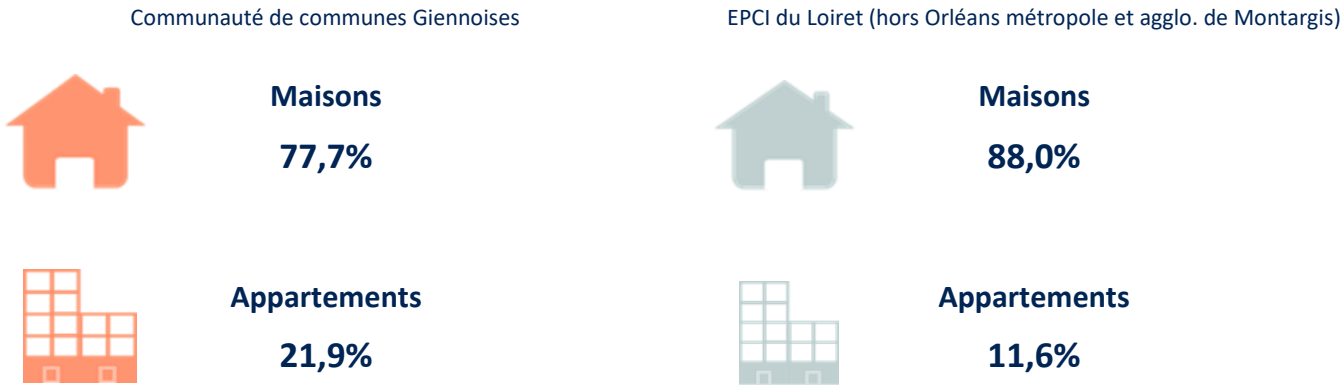 Communauté de communes Giennoises
Maisons
77,7%
Appartements
21,9%
EPCI du Loiret (hors Orléans métropole et agglo. de Montargis)
Maisons
88,0%
Appartements
11,6%